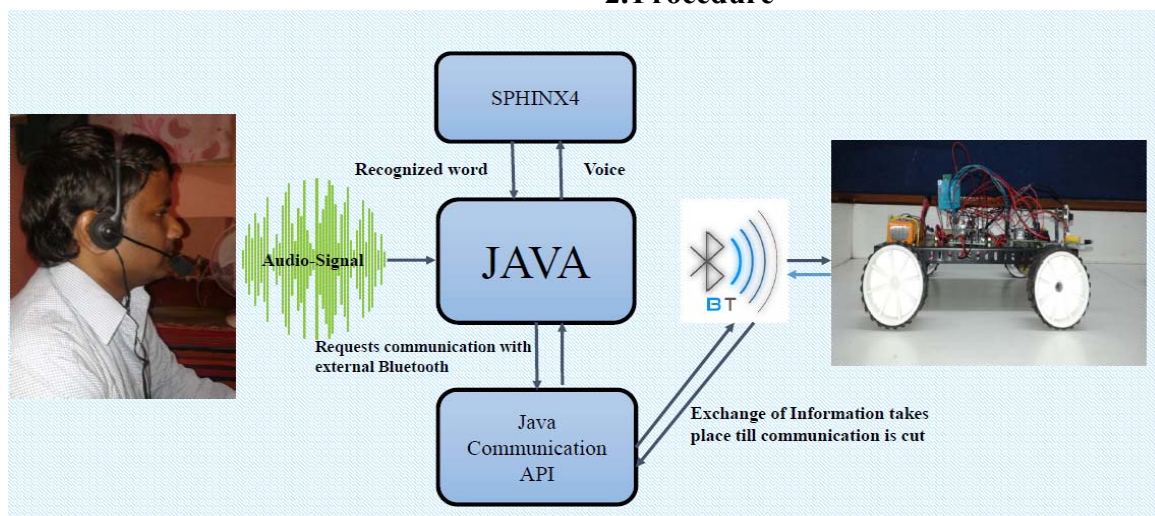 2.Procedure
SPHINX4
Recognized word
Voice
Audio-Signal
JAVA
BT
Requests communication with
external Bluetooth
Java
Communication
API
Exchange of Information takes
place till communication is cut